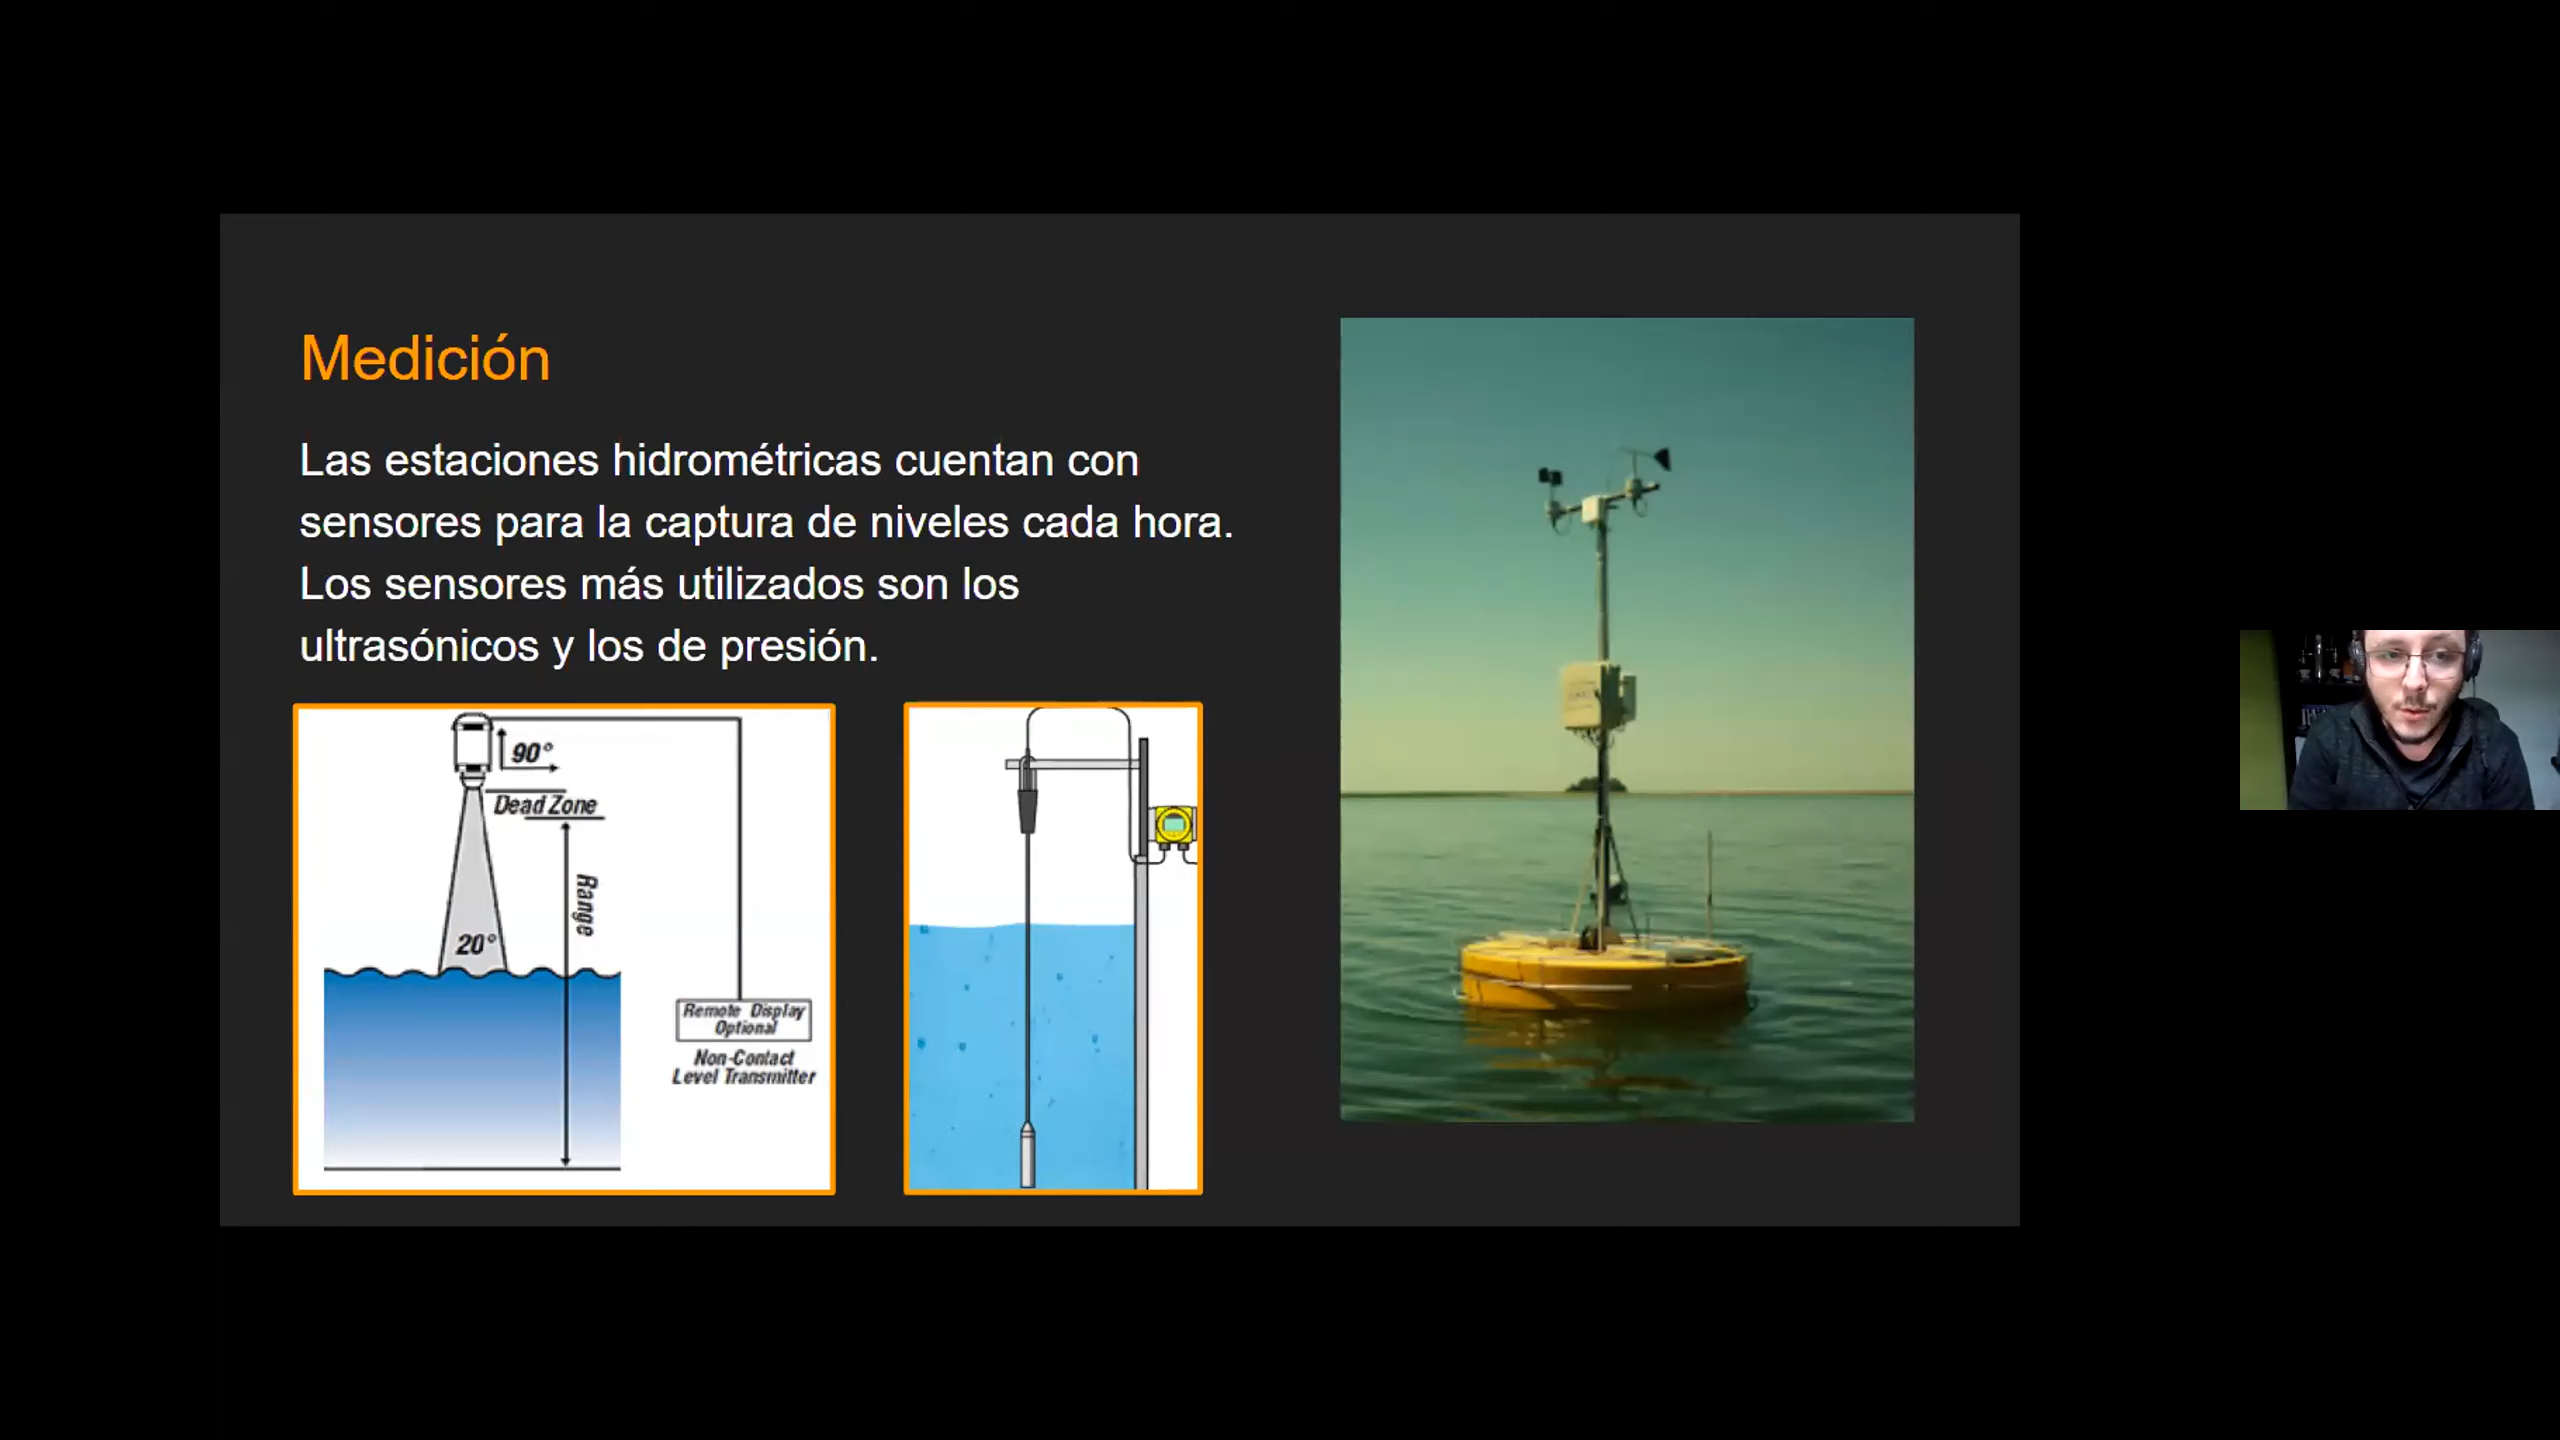 Medición
Las estaciones hidrométricas cuentan con
sensores para la captura de niveles cada hora.
Los sensores más utilizados son los
ultrasónicos y los de presión.
90°
Dead Zone
Range
20°
Remote Display
Optional
Non-Contact
Level Transmitter